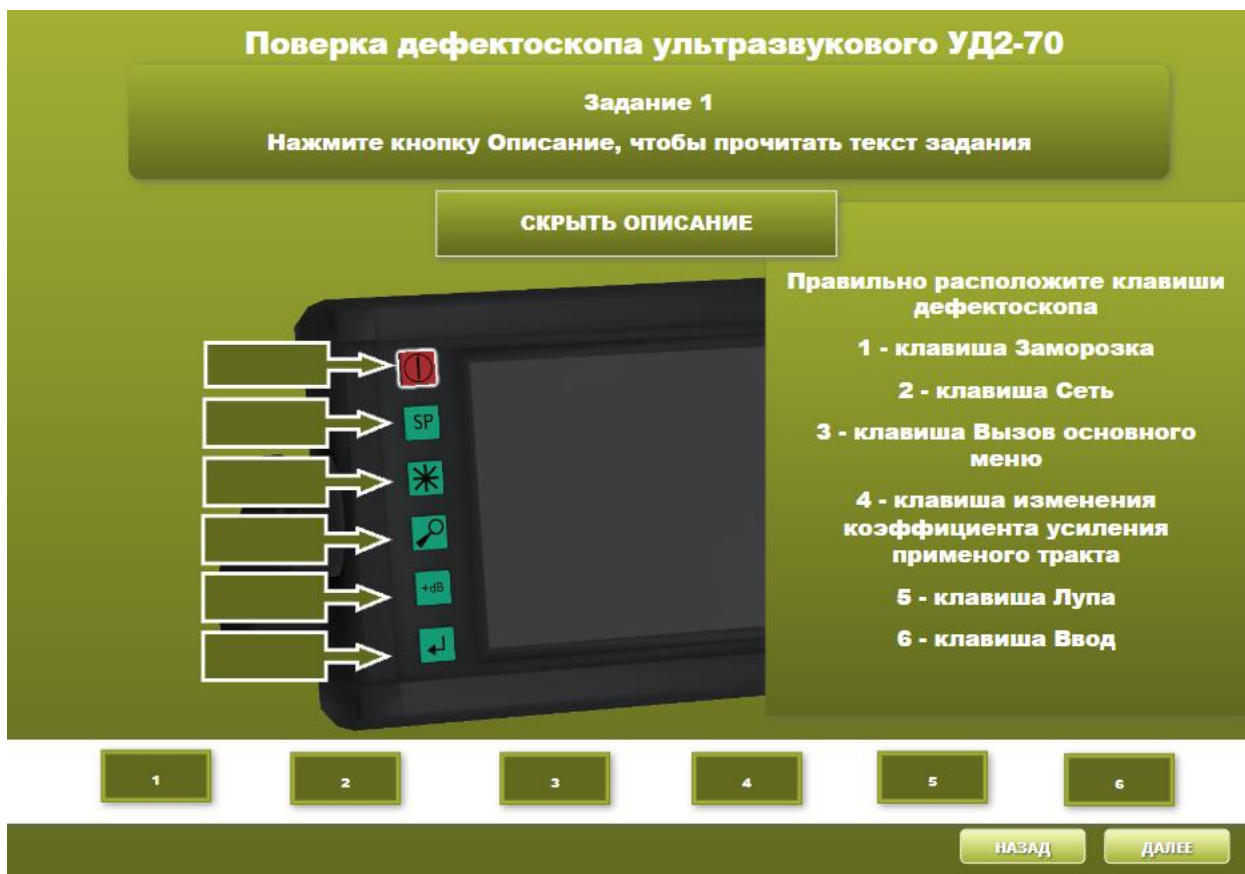 Поверка дефектоскопа ультразвукового УД2-70
Задание 1
Нажмите кнопку Описание, чтобы прочитать текст задания
СКРЫТЬ ОПИСАНИЕ
Правильно расположите клавиши
дефектоскопа
1 - клавиша Заморозка
2 - клавиша Сеть
3 - клавиша Вызов основного
меню
4 - клавиша изменения
коэффициента усиления
применого тракта
5 - клавиша Лупа
6 - клавиша Ввод
SP
+dB
1
2
3
4
5
6
НАЗАД
ДАЛЕЕ